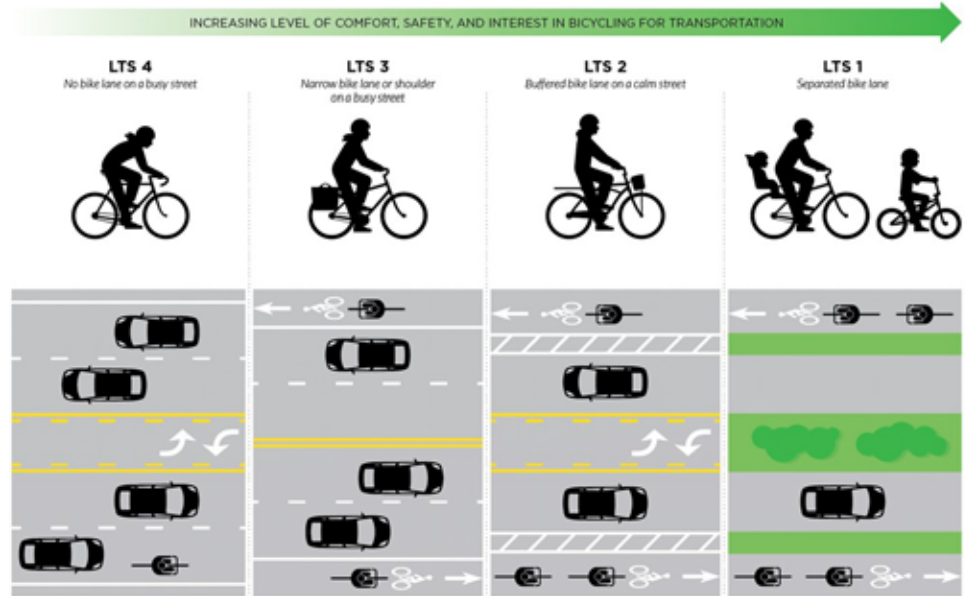 INCREASING LEVEL OF COMFORT, SAFETY, AND INTEREST IN BICYCLING FOR TRANSPORTATION
LTS 4
No bike lane on a busy street
LTS 3
Narrow bike lane or shoulder
on a busy street
LTS 2
Buffered bike lane on a calm street
LTS 1
Separated bike lane